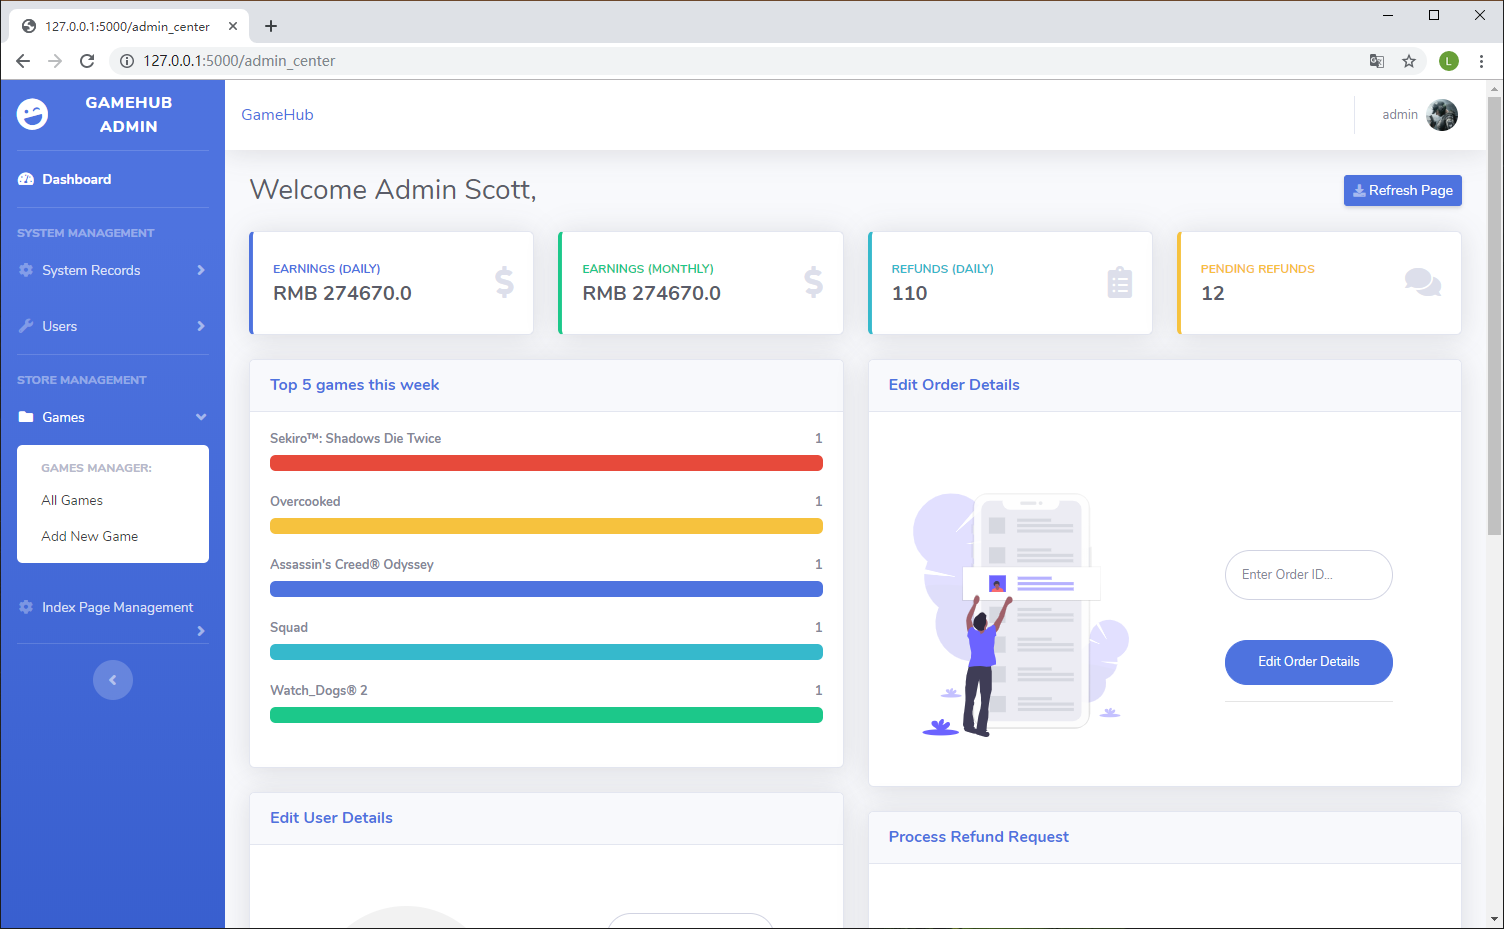 127.0.0.1:5000/admin_center
127.0.0.1:5000/admin_center
L
GAMEHUB
ADMIN
Dashboard
SYSTEM MANAGEMENT
System Records
Users
STORE MANAGEMENT
Games
GAMES MANAGER:
All Games
Add New Game
Index Page Management
GameHub
admin
Welcome Admin Scott,
Refresh Page
EARNINGS (DAILY)
RMB 274670.0
EARNINGS (MONTHLY)
RMB 274670.0
REFUNDS (DAILY)
110
PENDING REFUNDS
12
Top 5 games this week
Sekiro™: Shadows Die Twice 1
Overcooked 1
Assassin's Creed® Odyssey 1
Squad 1
Watch_Dogs® 2 1
Edit Order Details
Enter Order ID...
Edit Order Details
Edit User Details
Process Refund Request